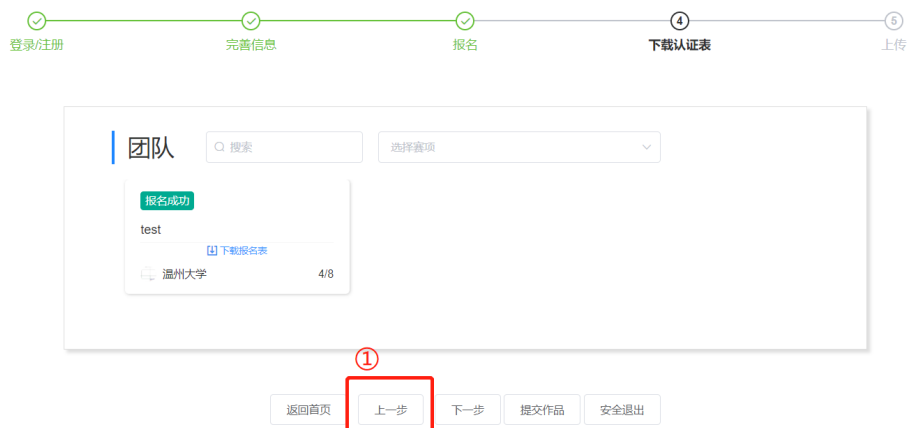 登录/注册
完善信息
报名
4
下载认证表
5
上传
团队
搜索
选择赛项
报名成功
test
下载报名表
温州大学
4/8
①
返回首页
上一步
下一步
提交作品
安全退出